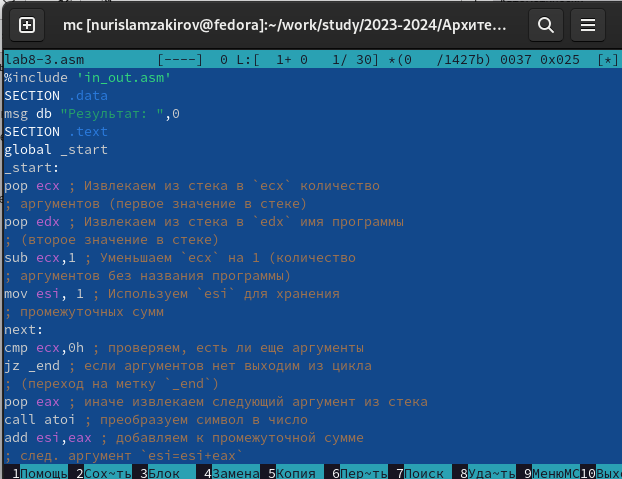 mc [nurislamzakirov@fedora]:~/work/study/2023-2024/Архите...
lab8-3.asm [----] 0 L:[ 1+ 0 1/ 30] *(0 /1427b) 0037 0x025 [*]
%include 'in_out.asm'
SECTION .data
msg db "Результат: ",0
SECTION .text
global _start
_start:
pop ecx ; Извлекаем из стека в `ecx` количество
; аргументов (первое значение в стеке)
pop edx ; Извлекаем из стека в `edx` имя программы
; (второе значение в стеке)
sub ecx,1 ; Уменьшаем `ecx` на 1 (количество
; аргументов без названия программы)
mov esi, 1 ; Используем `esi` для хранения
; промежуточных сумм
next:
cmp ecx,0h ; проверяем, есть ли еще аргументы
jz _end ; если аргументов нет выходим из цикла
; (переход на метку `_end`)
pop eax ; иначе извлекаем следующий аргумент из стека
call atoi ; преобразуем символ в число
add esi,eax ; добавляем к промежуточной сумме
; след. аргумент `esi=esi+eax`
1Помощь 2Сох~ть 3Блок 4Замена 5Копия 6Пер~ть 7Поиск 8Уда~ть 9МенюMC 10Выхо